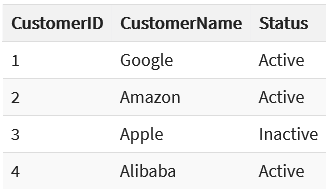 CustomerID CustomerName Status
1 Google Active
2 Amazon Active
3 Apple Inactive
4 Alibaba Active